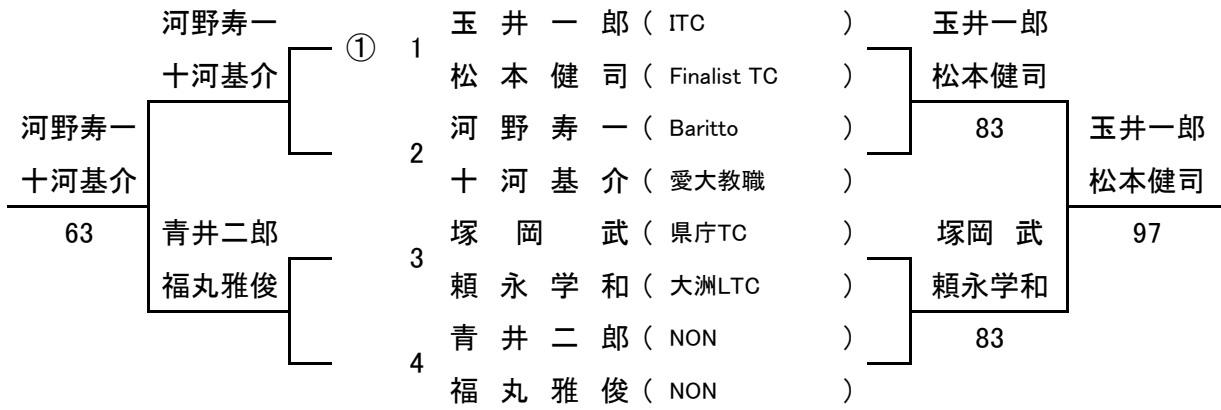 河野寿一 ① 1 玉井一郎 ( ITC ) 玉井一郎
十河基介 松本健司 ( Finalist TC ) 松本健司
河野寿一 2 河野寿一 ( Baritto ) 83 玉井一郎
十河基介 十河基介 ( 愛大教職 ) 松本健司
63 青井二郎 3 塚岡 武 ( 県庁TC ) 塚岡 武 97
福丸雅俊 頼永学和 ( 大洲LTC ) 頼永学和
4 青井二郎 ( NON ) 83
福丸雅俊 ( NON )